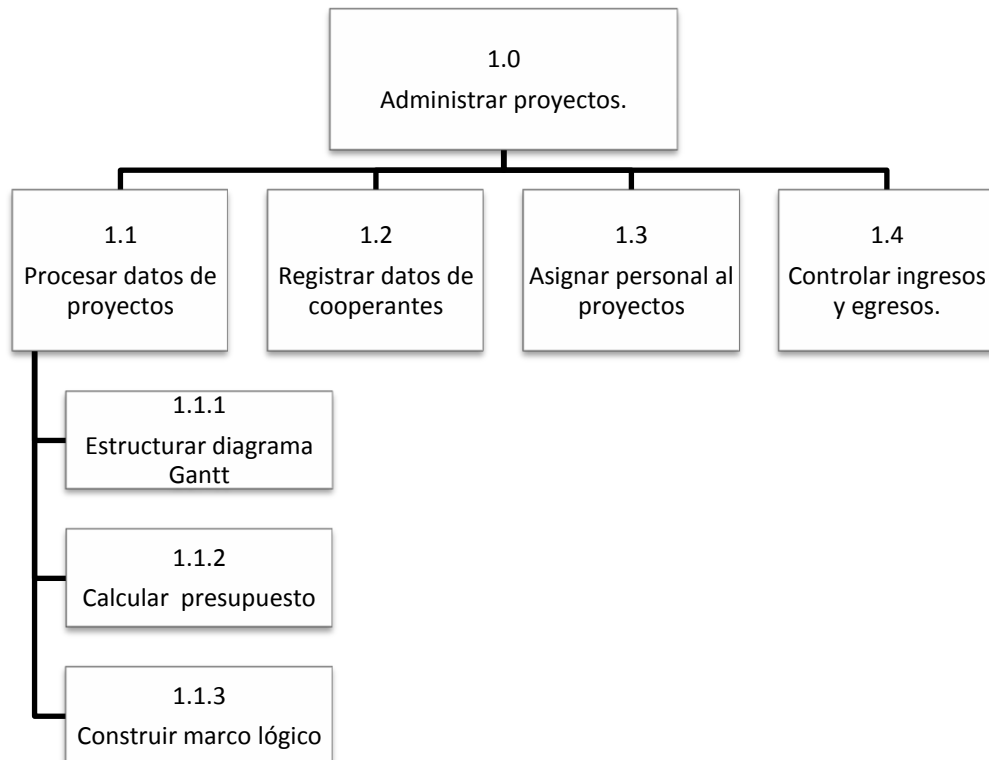 1.0
Administrar proyectos.
1.1
Procesar datos de
proyectos
1.2
Registrar datos de
cooperantes
1.3
Asignar personal al
proyectos
1.4
Controlar ingresos
y egresos.
1.1.1
Estructurar diagrama
Gantt
1.1.2
Calcular  presupuesto
1.1.3
Construir marco lógico